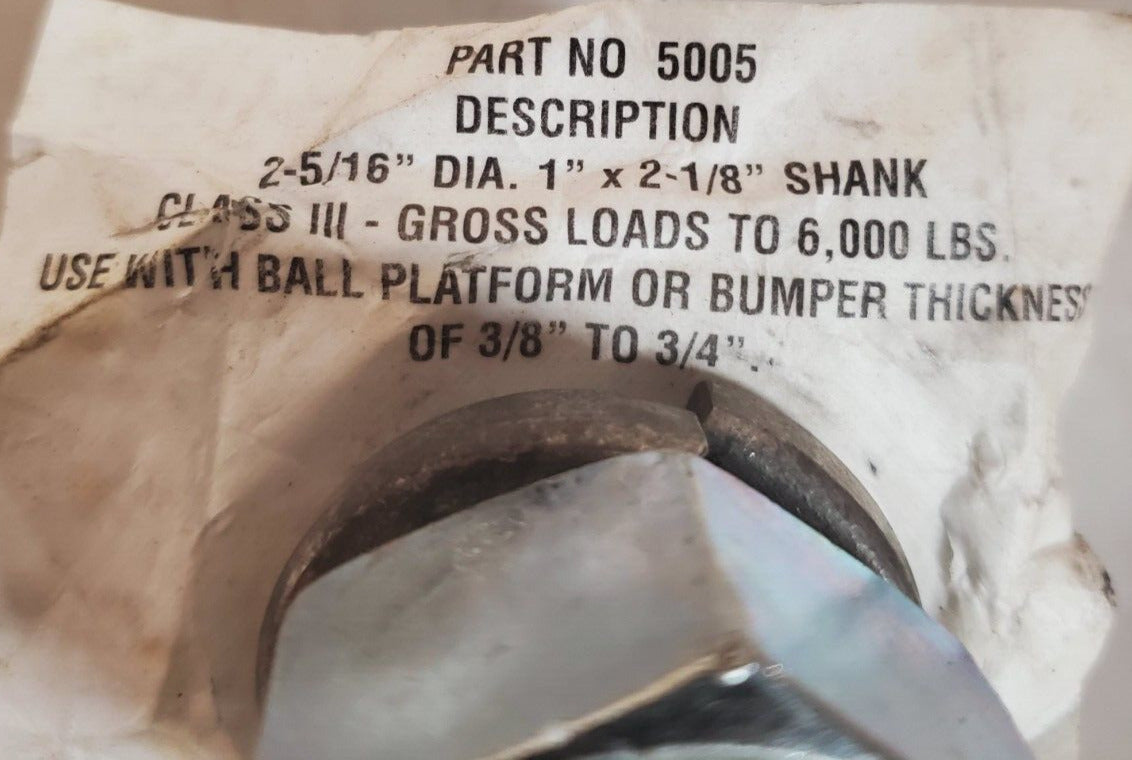 PART NO 5005
DESCRIPTION
2-5/16” DIA. 1” x 2-1/8” SHANK
CLASS III - GROSS LOADS TO 6,000 LBS.
USE WITH BALL PLATFORM OR BUMPER THICKNESS
OF 3/8” TO 3/4”.